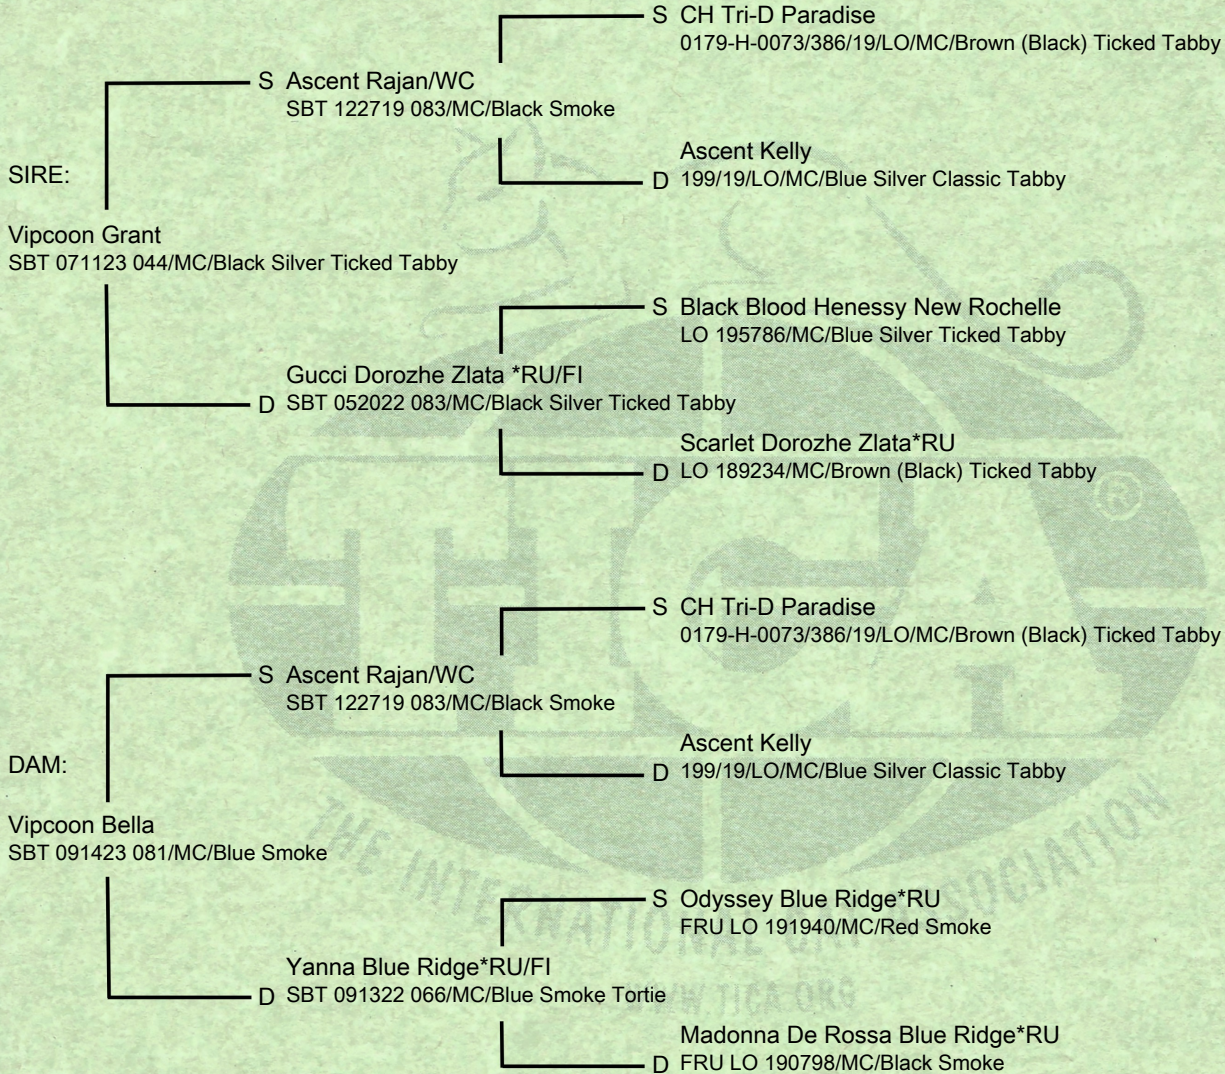 S CH Tri-D Paradise
0179-H-0073/386/19/LO/MC/Brown (Black) Ticked Tabby
S Ascent Rajan/WC
SBT 122719 083/MC/Black Smoke
Ascent Kelly
D 199/19/LO/MC/Blue Silver Classic Tabby
SIRE:
Vipcoon Grant
SBT 071123 044/MC/Black Silver Ticked Tabby
S Black Blood Henessy New Rochelle
LO 195786/MC/Blue Silver Ticked Tabby
Gucci Dorozhe Zlata *RU/FI
D SBT 052022 083/MC/Black Silver Ticked Tabby
Scarlet Dorozhe Zlata*RU
D LO 189234/MC/Brown (Black) Ticked Tabby
TICA ®
S CH Tri-D Paradise
0179-H-0073/386/19/LO/MC/Brown (Black) Ticked Tabby
S Ascent Rajan/WC
SBT 122719 083/MC/Black Smoke
Ascent Kelly
D 199/19/LO/MC/Blue Silver Classic Tabby
DAM:
Vipcoon Bella
SBT 091423 081/MC/Blue Smoke
THE INTERNATIONAL CAT ASSOCIATION
S Odyssey Blue Ridge*RU
FRU LO 191940/MC/Red Smoke
Yanna Blue Ridge*RU/FI
D SBT 091322 066/MC/Blue Smoke Tortie
WWW.TICA.ORG
Madonna De Rossa Blue Ridge*RU
D FRU LO 190798/MC/Black Smoke